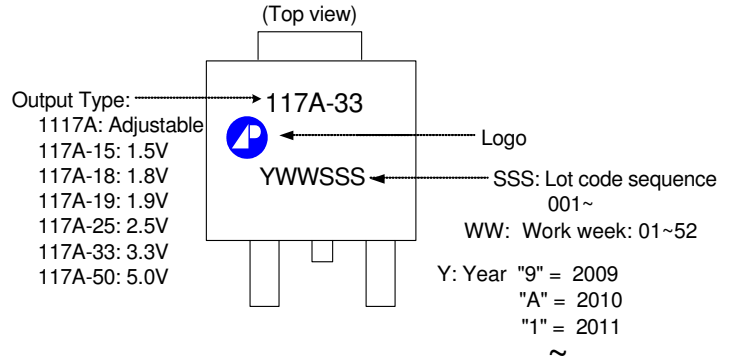 (Top view)
Output Type:
1117A: Adjustable
117A-15: 1.5V
117A-18: 1.8V
117A-19: 1.9V
117A-25: 2.5V
117A-33: 3.3V
117A-50: 5.0V
117A-33
AP
YWWSSS
Logo
SSS: Lot code sequence
001~
WW: Work week: 01~52
Y: Year "9" = 2009
"A" = 2010
"1" = 2011
~